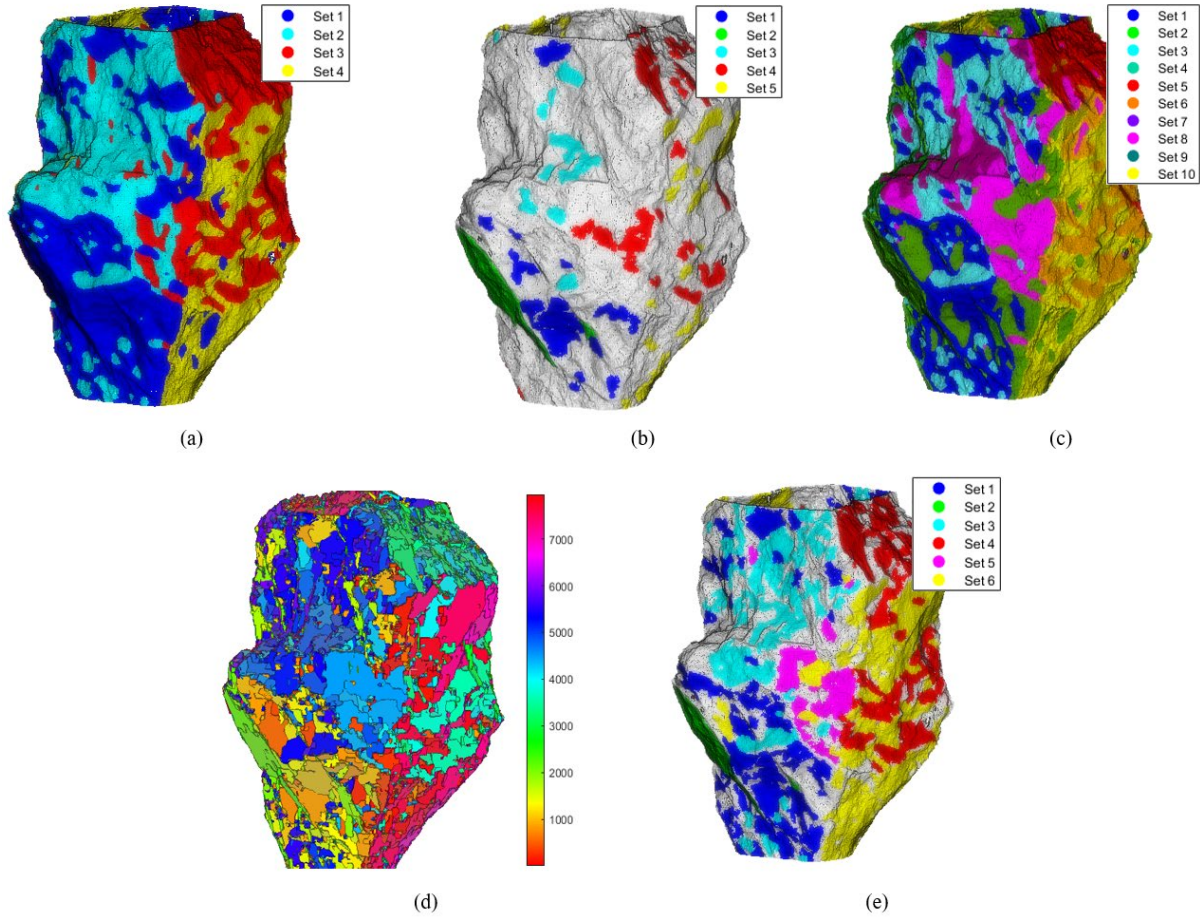 Set 1
Set 2
Set 3
Set 4
Set 1
Set 2
Set 3
Set 4
Set 5
Set 1
Set 2
Set 3
Set 4
Set 5
Set 6
Set 7
Set 8
Set 9
Set 10
(a)
(b)
(c)
7000
6000
5000
4000
3000
2000
1000
Set 1
Set 2
Set 3
Set 4
Set 5
Set 6
(d)
(e)